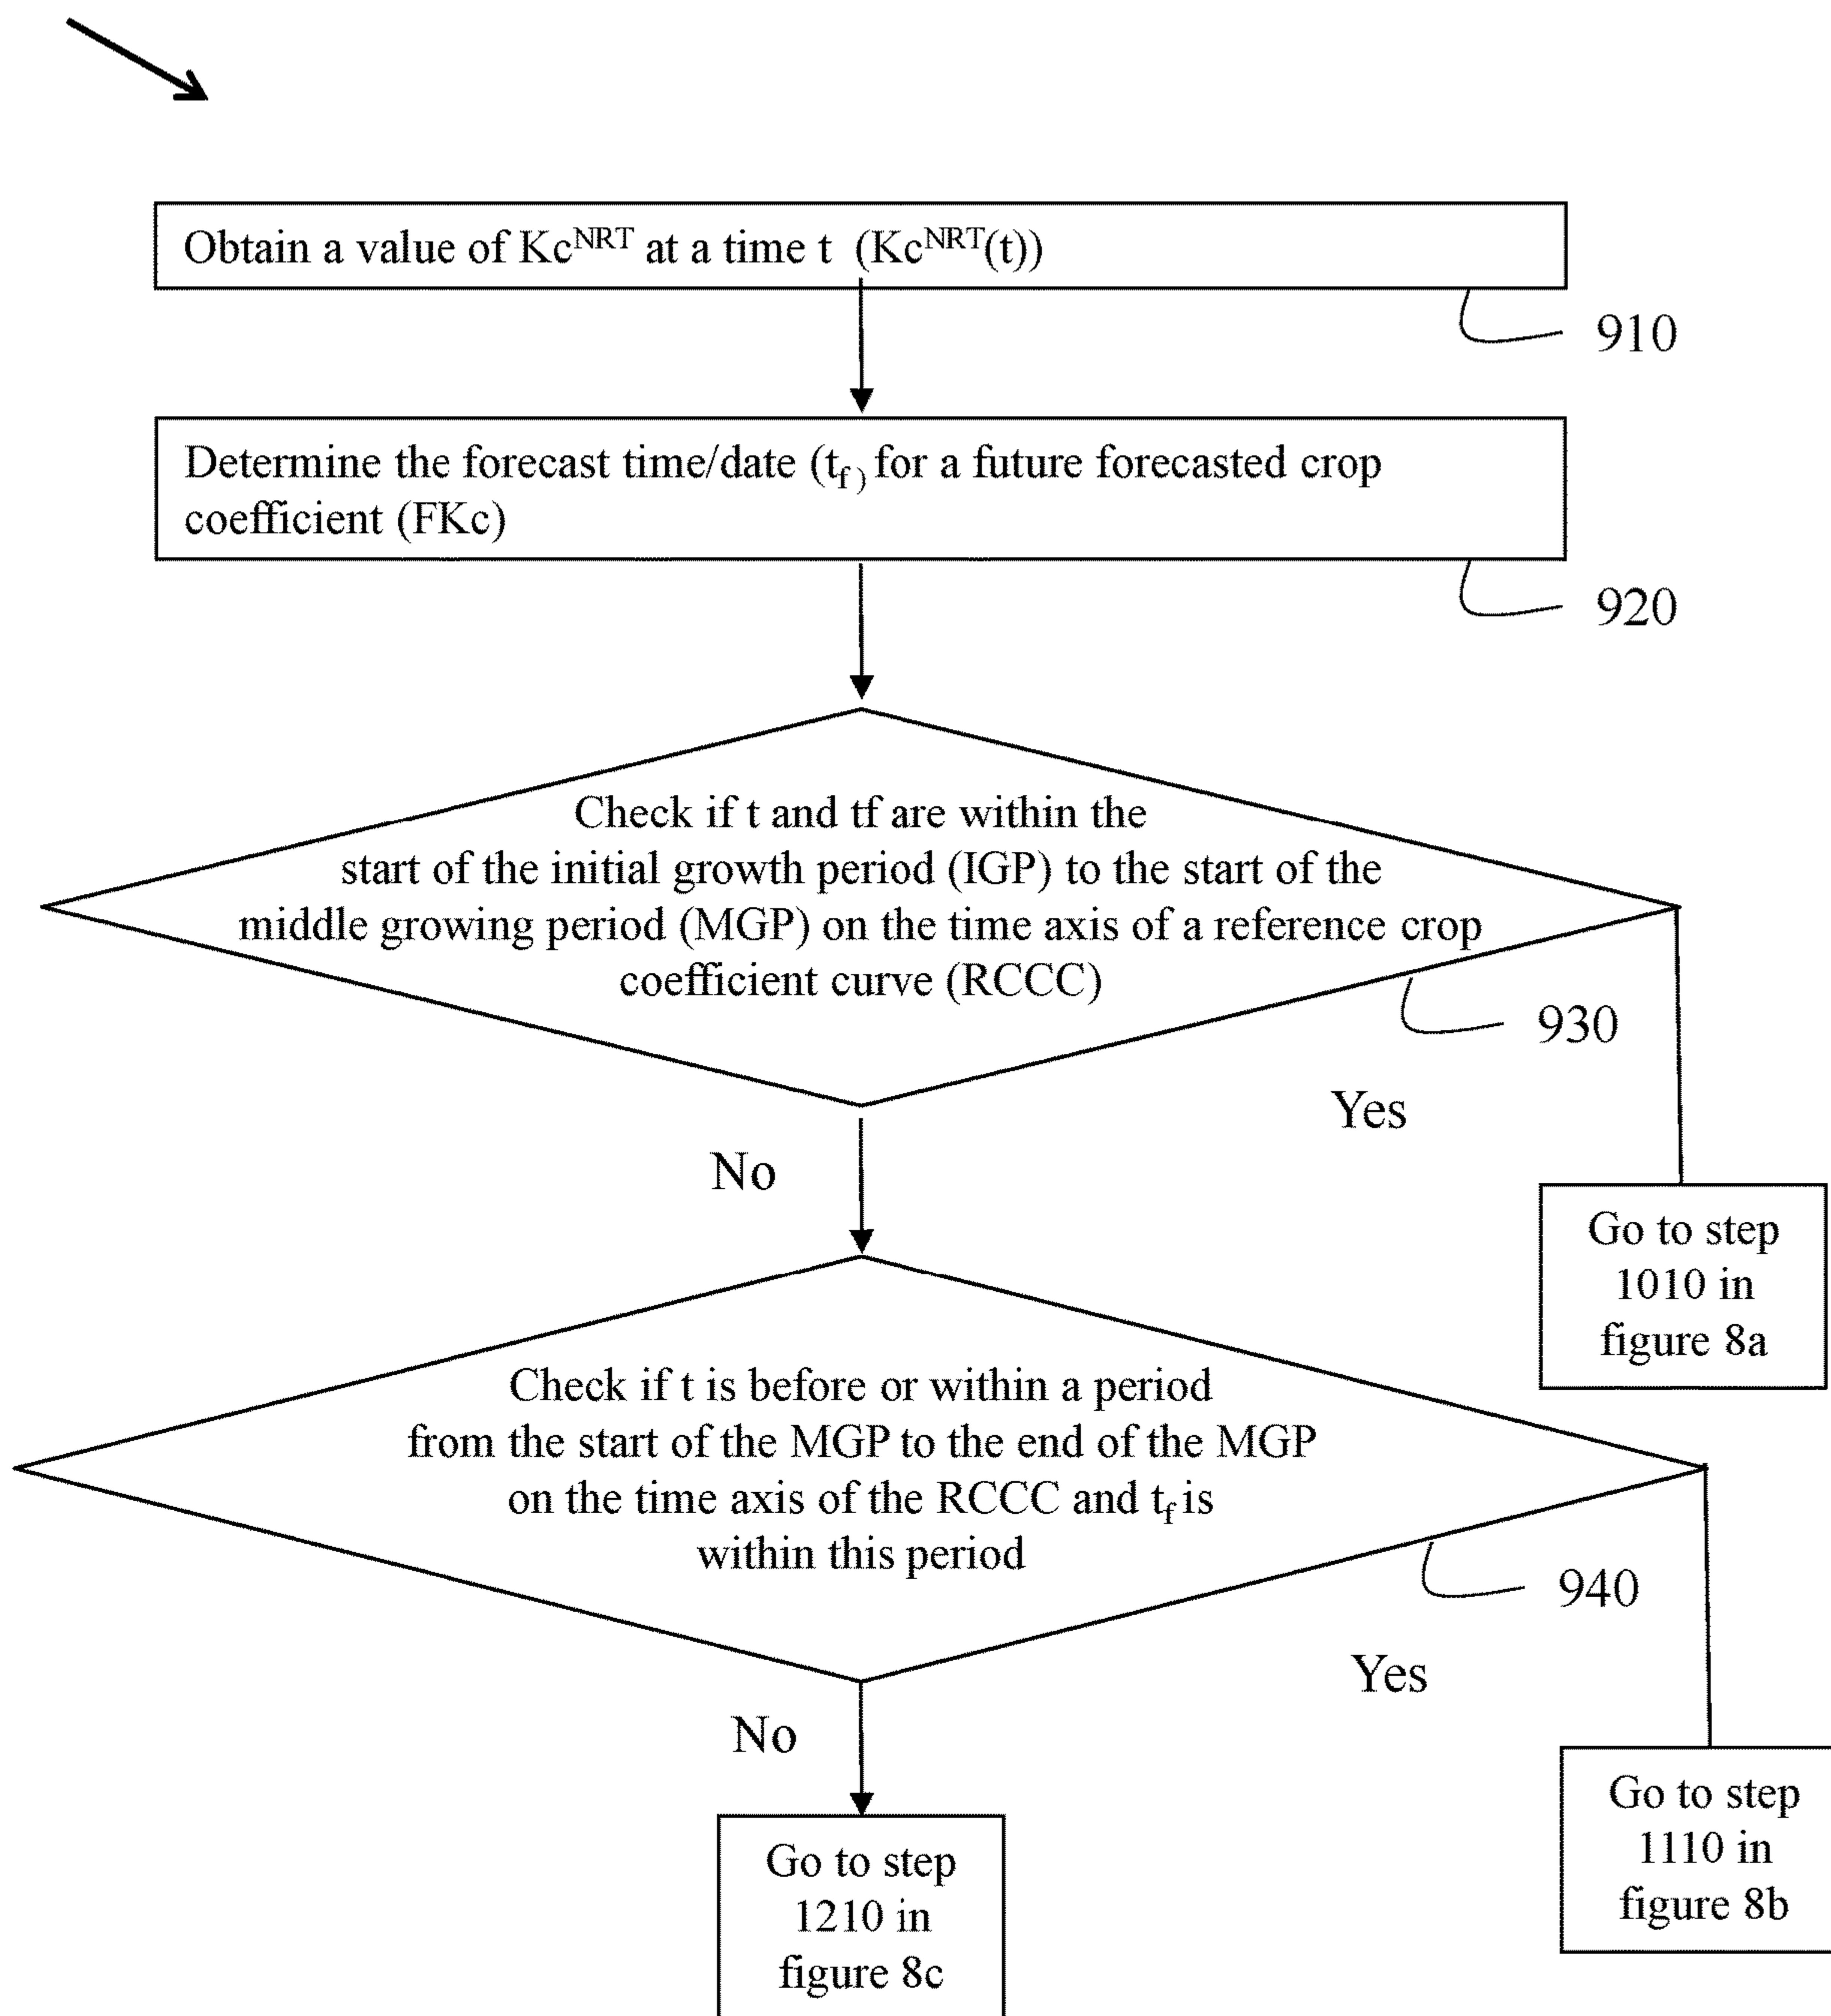 Obtain a value of Kc^NRT at a time t (Kc^NRT(t))
910
Determine the forecast time/date (t_f) for a future forecasted crop
coefficient (FKc)
920
Check if t and tf are within the
start of the initial growth period (IGP) to the start of the
middle growing period (MGP) on the time axis of a reference crop
coefficient curve (RCCC)
930
Yes
No
Go to step
1010 in
figure 8a
Check if t is before or within a period
from the start of the MGP to the end of the MGP
on the time axis of the RCCC and t_f is
within this period
940
Yes
No
Go to step
1110 in
figure 8b
Go to step
1210 in
figure 8c